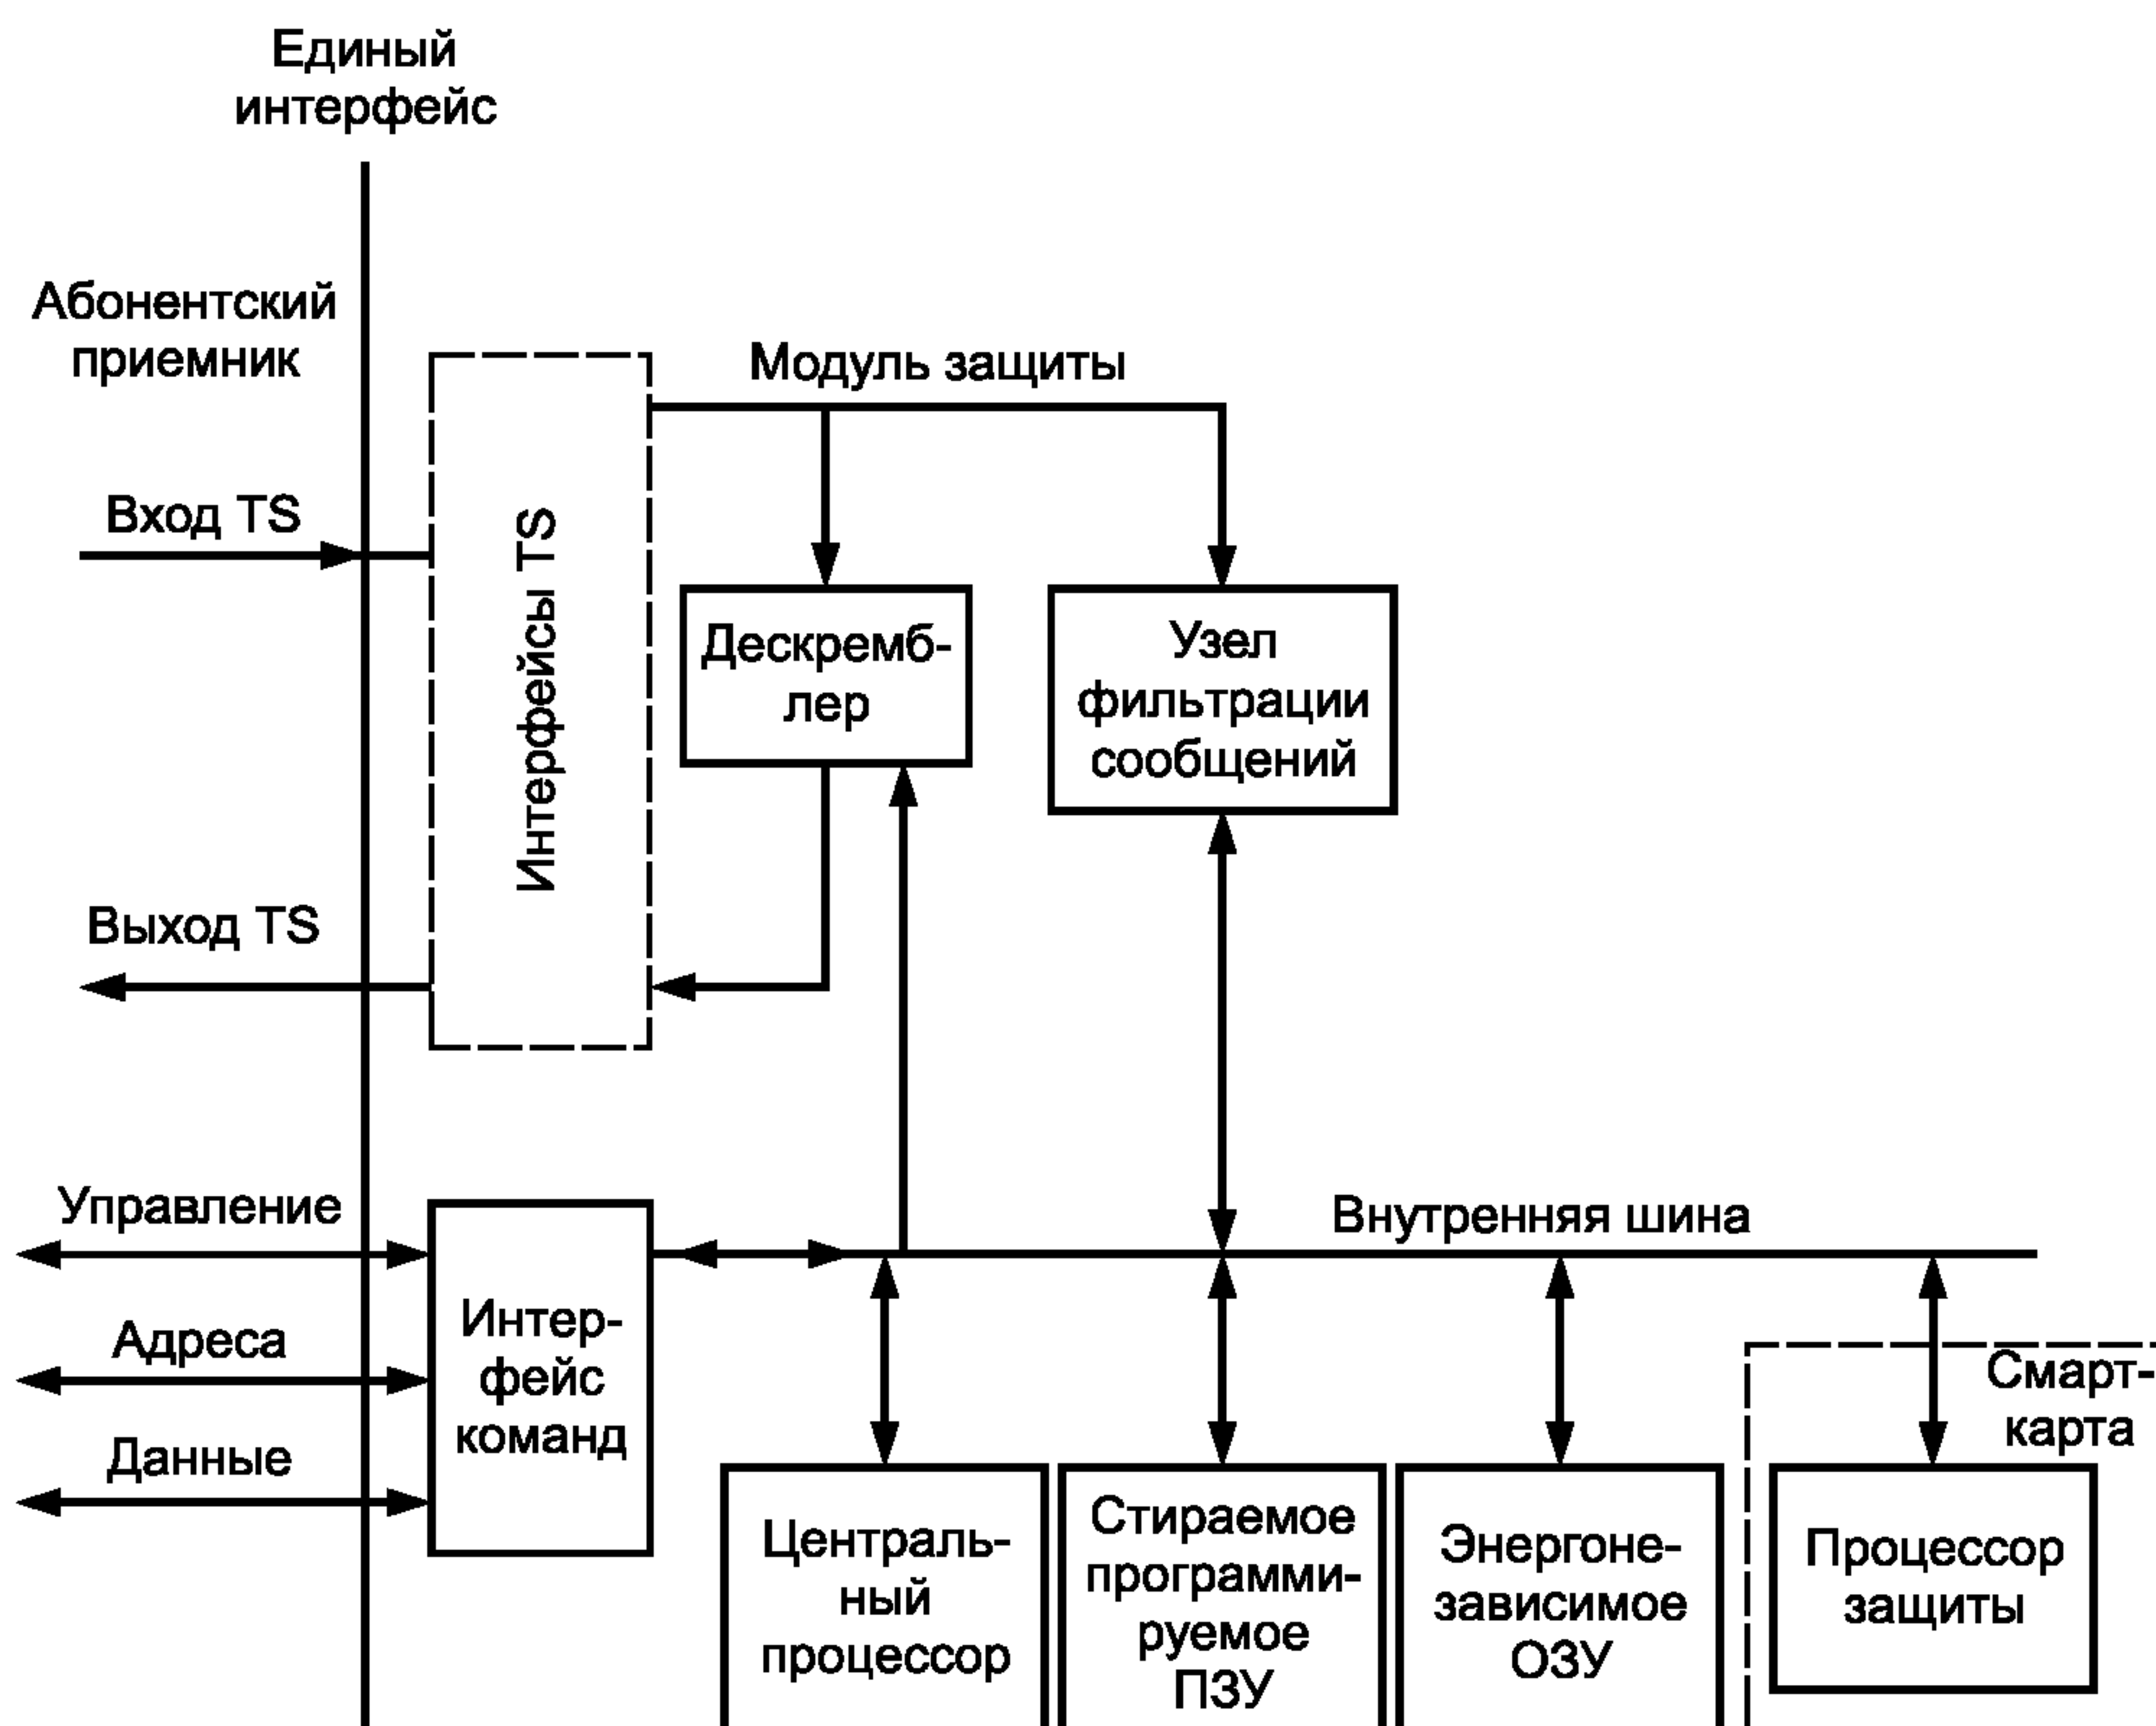 Единый
интерфейс
Абонентский
приемник
Модуль защиты
Вход TS
Интерфейсы TS
Дескремб-
лер
Узел
фильтрации
сообщений
Выход TS
Управление
Внутренняя шина
Адреса
Данные
Интер-
фейс
команд
Смарт-
карта
Централь-
ный
процессор
Стираемое
программи-
руемое
ПЗУ
Энергоне-
зависимое
ОЗУ
Процессор
защиты